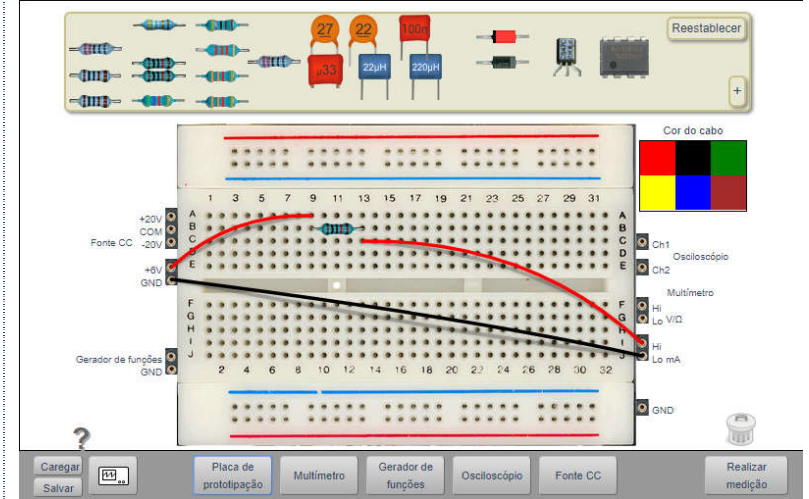 27
22
100n
µ33
22µH
220µH
Reestablecer
+
Cor do cabo
1 3 5 7 9 11 13 15 17 19 21 23 25 27 29 31
A
B
C
D
E
A
B
C
D
E
+20V
COM
Fonte CC -20V
+6V
GND
Ch1
Osciloscópio
Ch2
Multímetro
Hi
Lo V/Ω
Hi
Lo mA
F
G
H
I
J
F
G
H
I
J
Gerador de funções
GND
2 4 6 8 10 12 14 16 18 20 22 24 26 28 30 32
GND
?
Caregar
Salvar
Placa de
prototipação
Multímetro
Gerador de
funções
Osciloscópio
Fonte CC
Realizar
medição